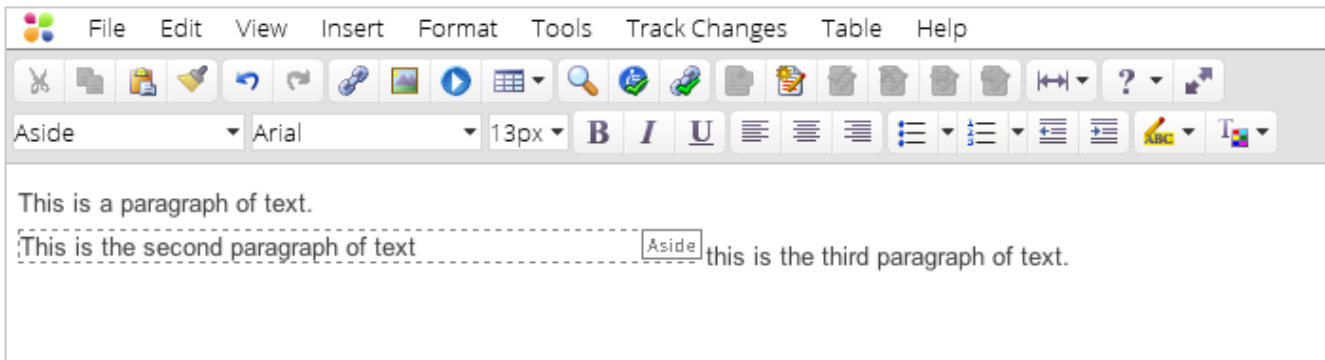 File Edit View Insert Format Tools Track Changes Table Help
?
Aside Arial 13px B I U ABC T
This is a paragraph of text.
This is the second paragraph of text Aside this is the third paragraph of text.